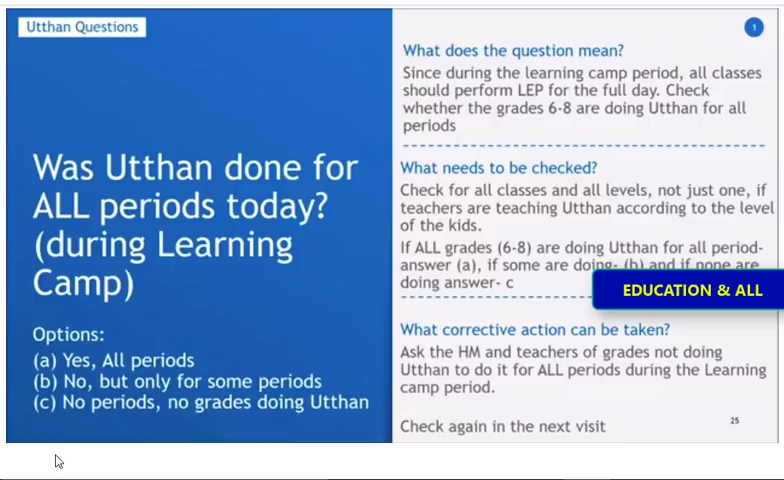 Utthan Questions
Was Utthan done for
ALL periods today?
(during Learning
Camp)
Options:
(a) Yes, All periods
(b) No, but only for some periods
(c) No periods, no grades doing Utthan
1
What does the question mean?
Since during the learning camp period, all classes
should perform LEP for the full day. Check
whether the grades 6-8 are doing Utthan for all
periods
What needs to be checked?
Check for all classes and all levels, not just one, if
teachers are teaching Utthan according to the level
of the kids.
If ALL grades (6-8) are doing Utthan for all period-
answer (a), if some are doing- (b) and if none are
doing answer- c
EDUCATION & ALL
What corrective action can be taken?
Ask the HM and teachers of grades not doing
Utthan to do it for ALL periods during the Learning
camp period.
Check again in the next visit
25